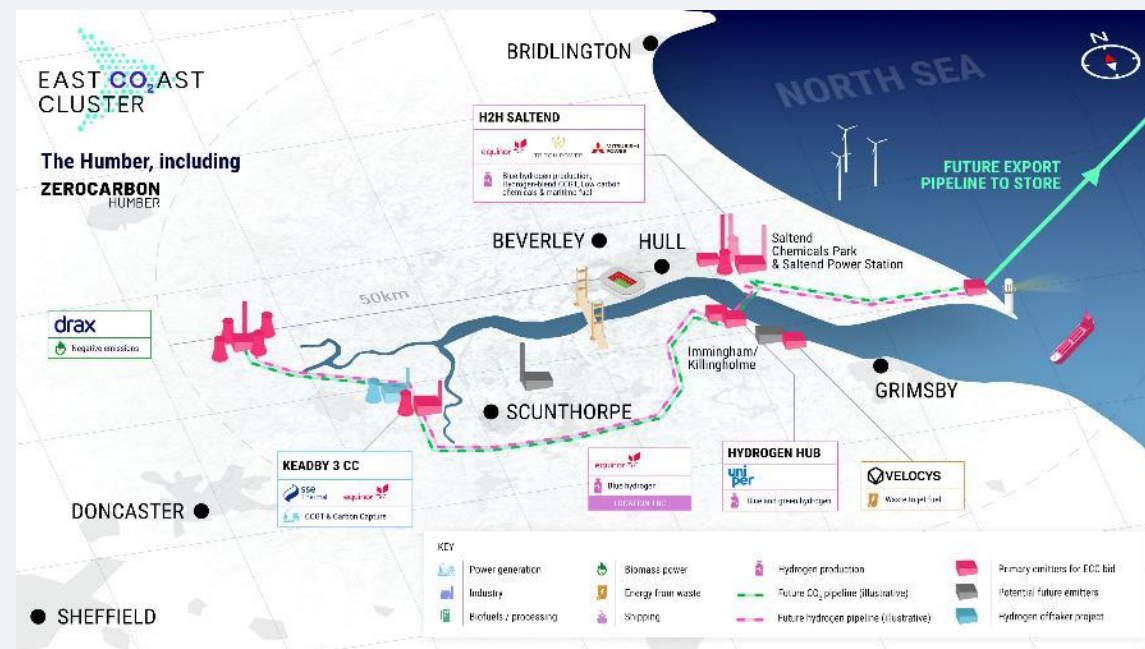 EAST CO₂AST
CLUSTER
The Humber, including
ZEROCARBON
HUMBER
BRIDLINGTON
NORTH SEA
N
H2H SALTEND
equinor
MITSUBISHI
POWER
Blue hydrogen production,
Hydrogen-blend CCGT, Low carbon
chemicals & maritime fuel
FUTURE EXPORT
PIPELINE TO STORE
BEVERLEY
HULL
Saltend
Chemicals Park
& Saltend Power Station
50km
drax
Negative emissions
Immingham/
Killingholme
GRIMSBY
SCUNTHORPE
KEADBY 3 CC
sse
Thermal
equinor
CCGT & Carbon Capture
equinor
Blue hydrogen
LOCATION TBC
HYDROGEN HUB
uni
per
Blue and green hydrogen
VELOCYS
Waste to jet fuel
DONCASTER
SHEFFIELD
KEY
Power generation
Industry
Biofuels / processing
Biomass power
Energy from waste
Shipping
Hydrogen production
Future CO₂ pipeline (illustrative)
Future hydrogen pipeline (illustrative)
Primary emitters for ECC bid
Potential future emitters
Hydrogen offtaker project